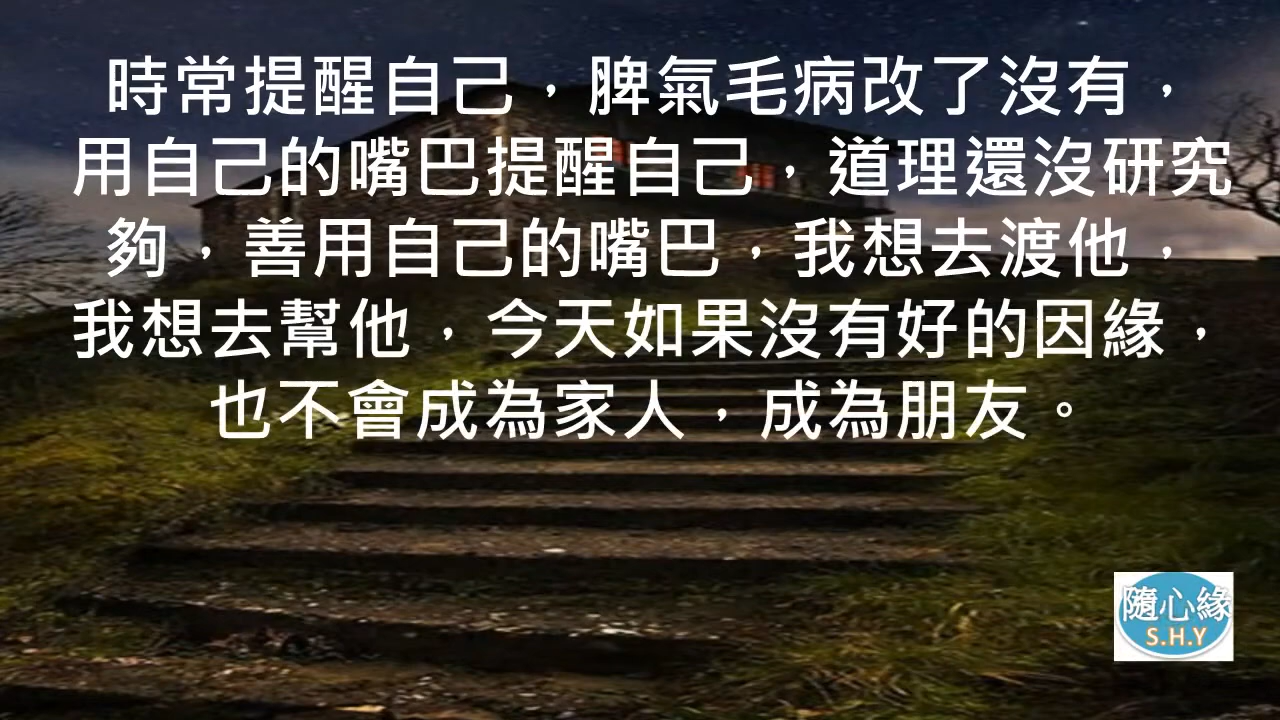 時常提醒自己，脾氣毛病改了沒有，
用自己的嘴巴提醒自己，道理還沒研究
夠，善用自己的嘴巴，我想去渡他，
我想去幫他，今天如果沒有好的因緣，
也不會成為家人，成為朋友。
隨心緣
S.H.Y